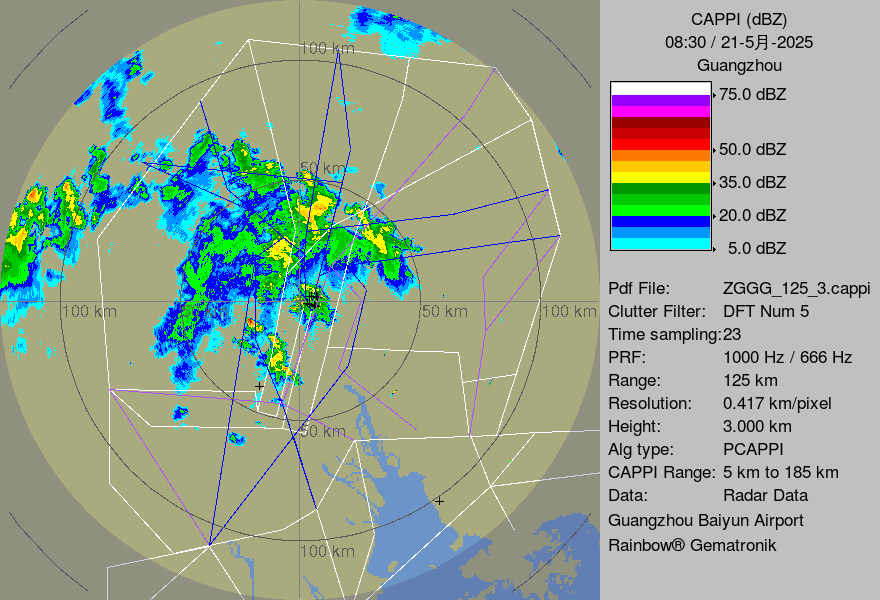 CAPPI (dBZ)
08:30 / 21-5月-2025
Guangzhou
75.0 dBZ
50.0 dBZ
35.0 dBZ
20.0 dBZ
5.0 dBZ
Pdf File: ZGGG_125_3.cappi
Clutter Filter: DFT Num 5
Time sampling:23
PRF: 1000 Hz / 666 Hz
Range: 125 km
Resolution: 0.417 km/pixel
Height: 3.000 km
Alg type: PCAPPI
CAPPI Range: 5 km to 185 km
Data: Radar Data
Guangzhou Baiyun Airport
Rainbow® Gematronik
100 km
50 km
100 km
50 km
100 km
50 km
100 km